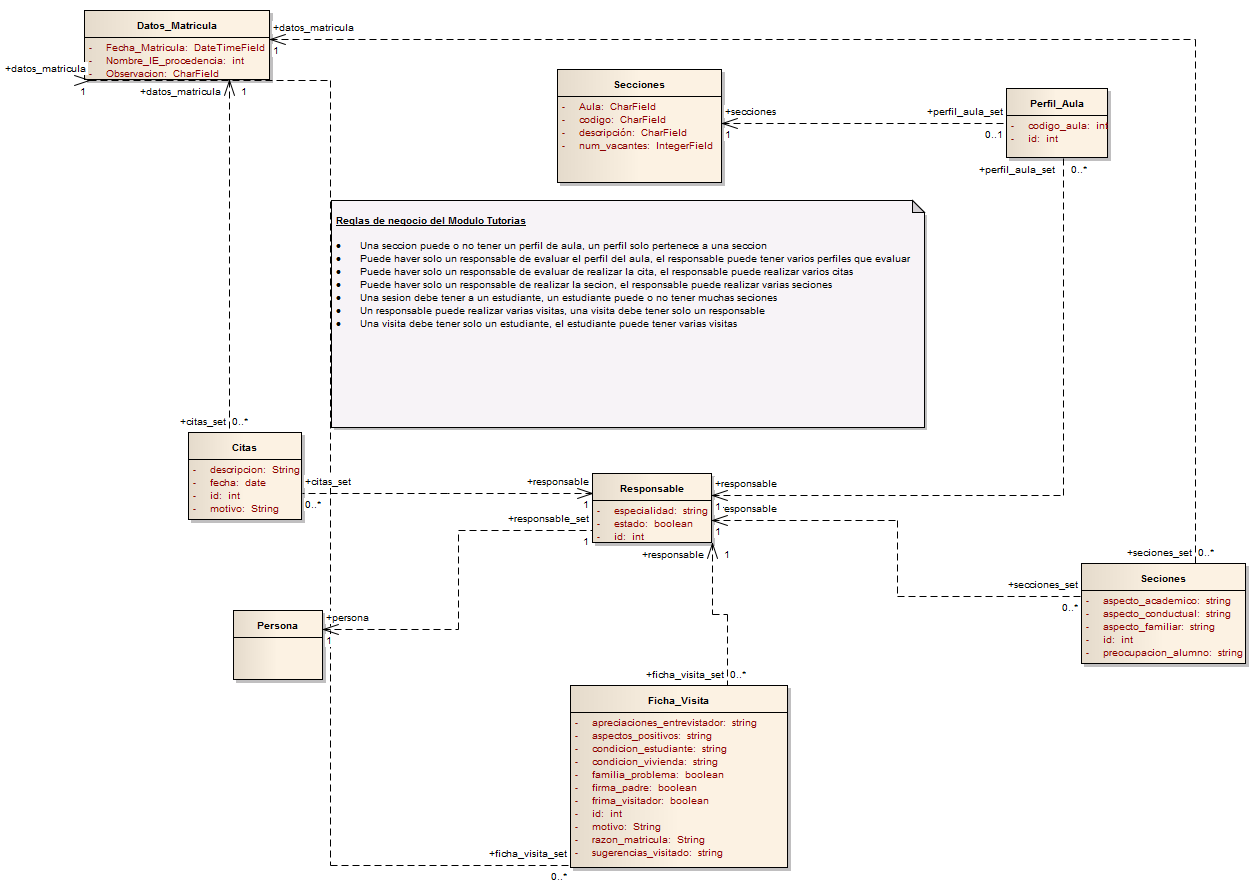 Datos_Matricula
- Fecha_Matricula: DateTimeField
- Nombre_IE_procedencia: int
- Observacion: CharField
+datos_matricula
1
+datos_matricula
1
+datos_matricula
1
Secciones
- Aula: CharField
- codigo: CharField
- descripción: CharField
- num_vacantes: IntegerField
+secciones
1
+perfil_aula_set
0..1
Perfil_Aula
- codigo_aula: int
- id: int
+perfil_aula_set
0..*
Reglas de negocio del Modulo Tutorias
• Una seccion puede o no tener un perfil de aula, un perfil solo pertenece a una seccion
• Puede haver solo un responsable de evaluar el perfil del aula, el responsable puede tener varios perfiles que evaluar
• Puede haver solo un responsable de evaluar de realizar la cita, el responsable puede realizar varios citas
• Puede haver solo un responsable de realizar la secion, el responsable puede realizar varias seciones
• Una sesion debe tener a un estudiante, un estudiante puede o no tener muchas seciones
• Un responsable puede realizar varias visitas, una visita debe tener solo un responsable
• Una visita debe tener solo un estudiante, el estudiante puede tener varias visitas
+citas_set
0..*
Citas
- descripcion: String
- fecha: date
- id: int
- motivo: String
+citas_set
0..*
+responsable
1
Responsable
- especialidad: string
- estado: boolean
- id: int
+responsable
1
+responsable
1
+responsable_set
1
+responsable
1
+persona
1
Persona
+seciones_set
0..*
+secciones_set
0..*
Seciones
- aspecto_academico: string
- aspecto_conductual: string
- aspecto_familiar: string
- id: int
- preocupacion_alumno: string
+ficha_visita_set
0..*
Ficha_Visita
- apreciaciones_entrevistador: string
- aspectos_positivos: string
- condicion_estudiante: string
- condicion_vivienda: string
- familia_problema: boolean
- firma_padre: boolean
- frima_visitador: boolean
- id: int
- motivo: String
- razon_matricula: String
- sugerencias_visitado: string
+ficha_visita_set
0..*